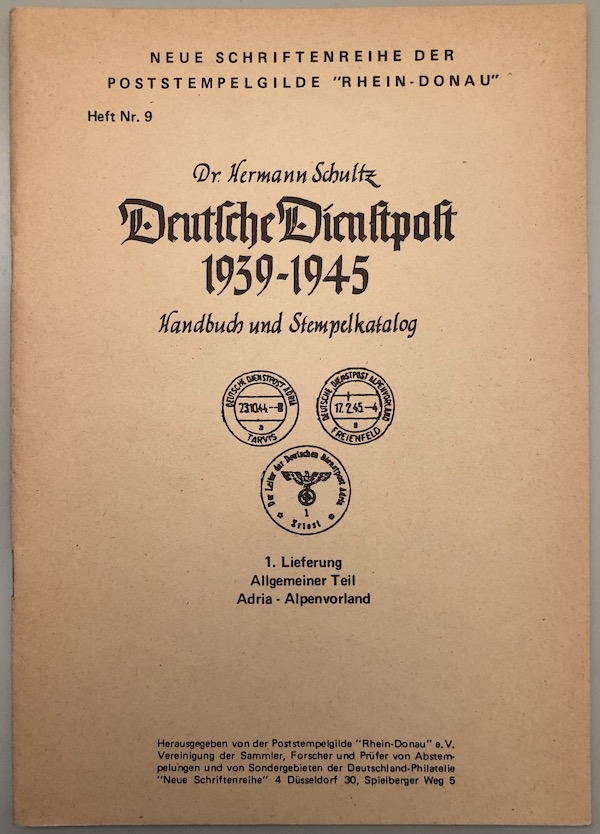 NEUE SCHRIFTENREIHE DER
POSTSTEMPELGILDE "RHEIN-DONAU"
Heft Nr. 9
Dr. Hermann Schultz
Deutsche Dienstpost
1939-1945
Handbuch und Stempelkatalog
DEUTSCHE DIENSTPOST ADRIA
23.10.44.--8
a
TARVIS
DEUTSCHE DIENSTPOST ALPENVORLAND
17.2.45.--4
a
FREIENFELD
Der Leiter der Deutschen Dienstpost Adria
1
Triest
1. Lieferung
Allgemeiner Teil
Adria - Alpenvorland
Herausgegeben von der Poststempelgilde "Rhein-Donau" e.V.
Vereinigung der Sammler, Forscher und Prüfer von Abstem-
pelungen und von Sondergebieten der Deutschland-Philatelie
"Neue Schriftenreihe" 4 Düsseldorf 30, Spielberger Weg 5